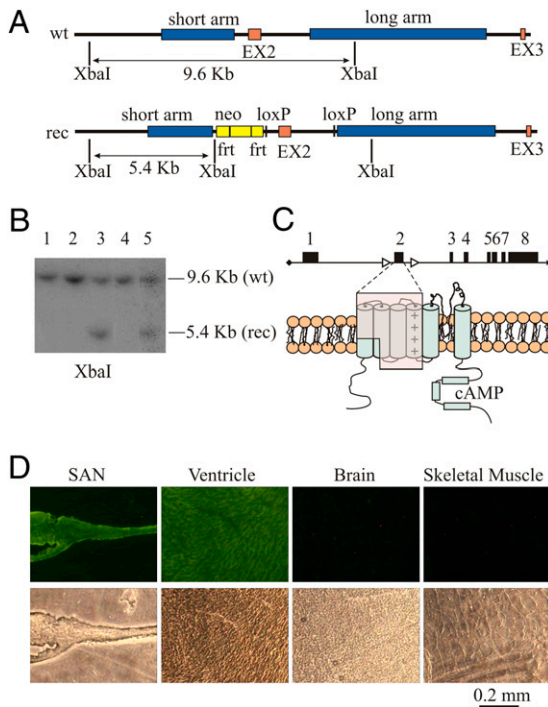 A
short arm
long arm
wt
EX2
EX3
XbaI
XbaI
9.6 Kb
short arm
neo
loxP
loxP
long arm
rec
frt
frt
EX2
EX3
XbaI
5.4 Kb
XbaI
XbaI
B
1 2 3 4 5
9.6 Kb (wt)
5.4 Kb (rec)
XbaI
C
1 2 3 4 5 6 7 8
+
+
+
+
cAMP
D
SAN
Ventricle
Brain
Skeletal Muscle
0.2 mm